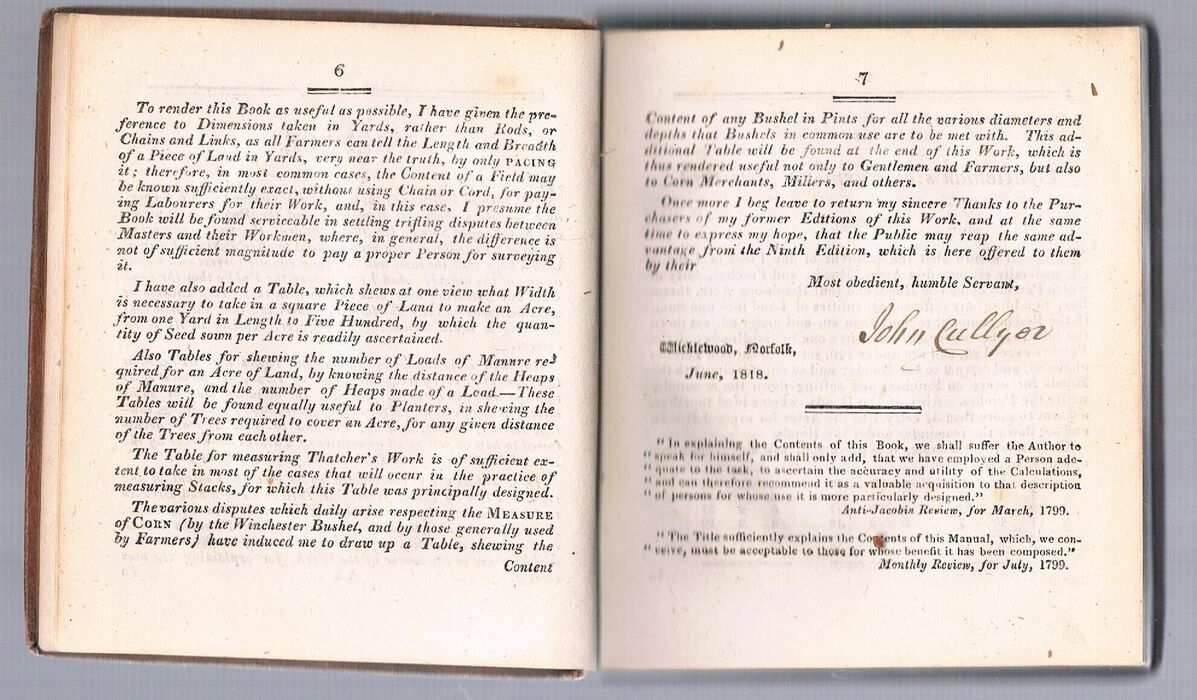 6
To render this Book as useful as possible, I have given the pre-
ference to Dimensions taken in Yards, rather than Rods, or
Chains and Links, as all Farmers can tell the Length and Breadth
of a Piece of Land in Yards, very near the truth, by only PACING
it; therefore, in most common cases, the Content of a Field may
be known sufficiently exact, without using Chain or Cord, for pay-
ing Labourers for their Work, and, in this case, I presume the
Book will be found serviceable in settling trifling disputes between
Masters and their Workmen, where, in general, the difference is
not of sufficient magnitude to pay a proper Person for surveying
it.
I have also added a Table, which shews at one view what Width
is necessary to take in a square Piece of Land to make an Acre,
from one Yard in Length to Five Hundred, by which the quan-
tity of Seed sown per Acre is readily ascertained.
Also Tables for shewing the number of Loads of Manure re-
quired for an Acre of Land, by knowing the distance of the Heaps
of Manure, and the number of Heaps made of a Load.—These
Tables will be found equally useful to Planters, in shewing the
number of Trees required to cover an Acre, for any given distance
of the Trees from each other.
The Table for measuring Thatcher's Work is of sufficient ex-
tent to take in most of the cases that will occur in the practice of
measuring Stacks, for which this Table was principally designed.
The various disputes which daily arise respecting the MEASURE
of CORN (by the Winchester Bushel, and by those generally used
by Farmers) have induced me to draw up a Table, shewing the
Content
7
Content of any Bushel in Pints for all the various diameters and
depths that Bushels in common use are to be met with. This ad-
ditional Table will be found at the end of this Work, which is
thus rendered useful not only to Gentlemen and Farmers, but also
to Corn Merchants, Millers, and others.
Once more I beg leave to return my sincere Thanks to the Pur-
chasers of my former Editions of this Work, and at the same
time to express my hope, that the Public may reap the same ad-
vantage from the Ninth Edition, which is here offered to them
by their
Most obedient, humble Servant,
John Cullyer
Wicklewood, Norfolk,
June, 1818.
"In explaining the Contents of this Book, we shall suffer the Author to
"speak for himself, and shall only add, that we have employed a Person ade-
"quate to the task, to ascertain the accuracy and utility of the Calculations,
"and can therefore recommend it as a valuable acquisition to that description
"of persons for whose use it is more particularly designed."
Anti-Jacobin Review, for March, 1799.
"The Title sufficiently explains the Contents of this Manual, which, we con-
"ceive, must be acceptable to those for whose benefit it has been composed."
Monthly Review, for July, 1799.